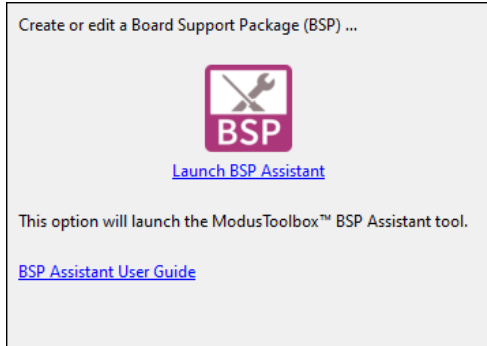 Create or edit a Board Support Package (BSP) ...
BSP
Launch BSP Assistant
This option will launch the ModusToolbox™ BSP Assistant tool.
BSP Assistant User Guide